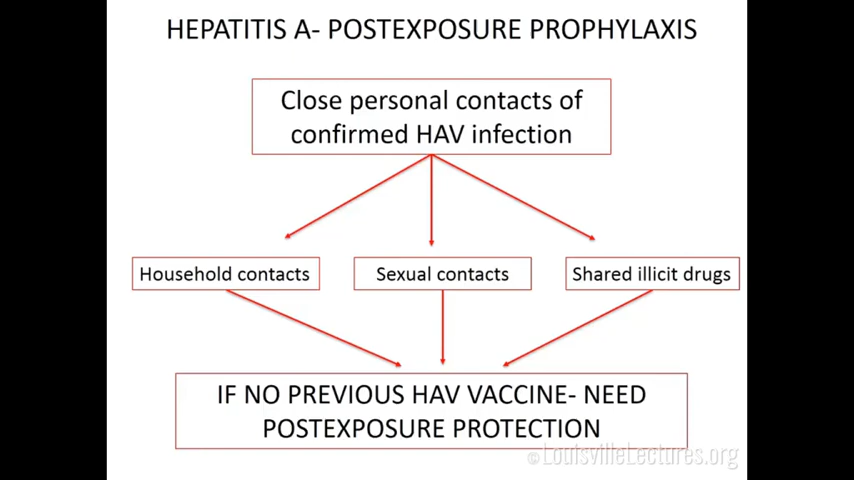 HEPATITIS A- POSTEXPOSURE PROPHYLAXIS
Close personal contacts of
confirmed HAV infection
Household contacts
Sexual contacts
Shared illicit drugs
IF NO PREVIOUS HAV VACCINE- NEED
POSTEXPOSURE PROTECTION
©LouisvilleLectures.org